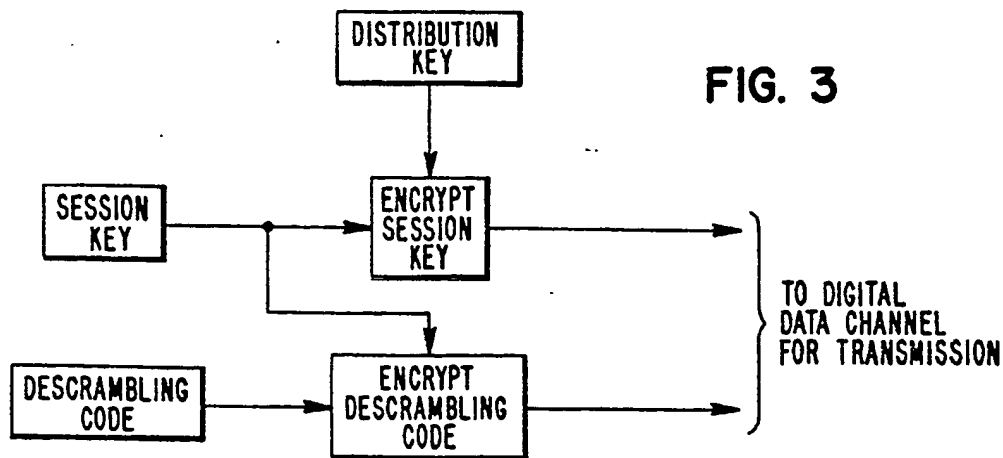 DISTRIBUTION
KEY
FIG. 3
SESSION
KEY
ENCRYPT
SESSION
KEY
TO DIGITAL
DATA CHANNEL
FOR TRANSMISSION
DESCRAMBLING
CODE
ENCRYPT
DESCRAMBLING
CODE